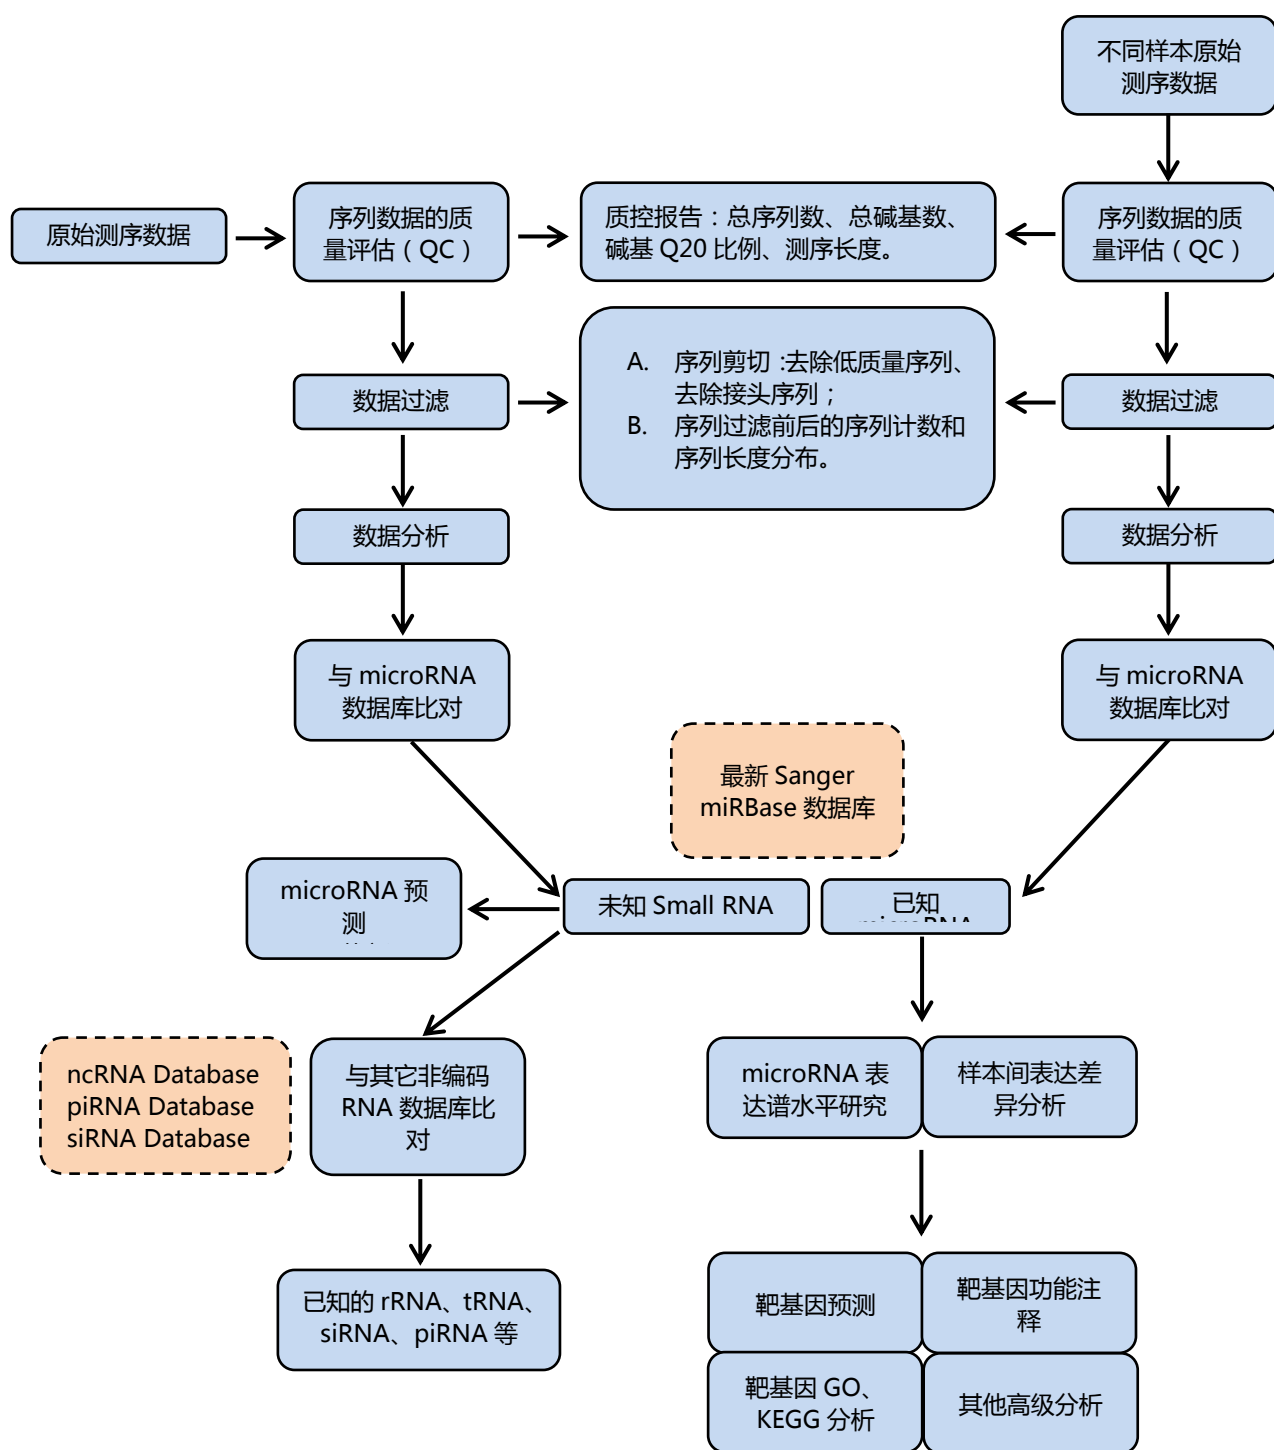 不同样本原始
测序数据
原始测序数据
序列数据的质
量评估（QC）
质控报告：总序列数、总碱基数、
碱基 Q20 比例、测序长度。
序列数据的质
量评估（QC）
数据过滤
A. 序列剪切：去除低质量序列、
去除接头序列；
B. 序列过滤前后的序列计数和
序列长度分布。
数据过滤
数据分析
数据分析
与 microRNA
数据库比对
与 microRNA
数据库比对
最新 Sanger
miRBase 数据库
microRNA 预
测
未知 Small RNA
已知
microRNA
ncRNA Database
piRNA Database
siRNA Database
与其它非编码
RNA 数据库比
对
microRNA 表
达谱水平研究
样本间表达差
异分析
已知的 rRNA、tRNA、
siRNA、piRNA 等
靶基因预测
靶基因功能注
释
靶基因 GO、
KEGG 分析
其他高级分析